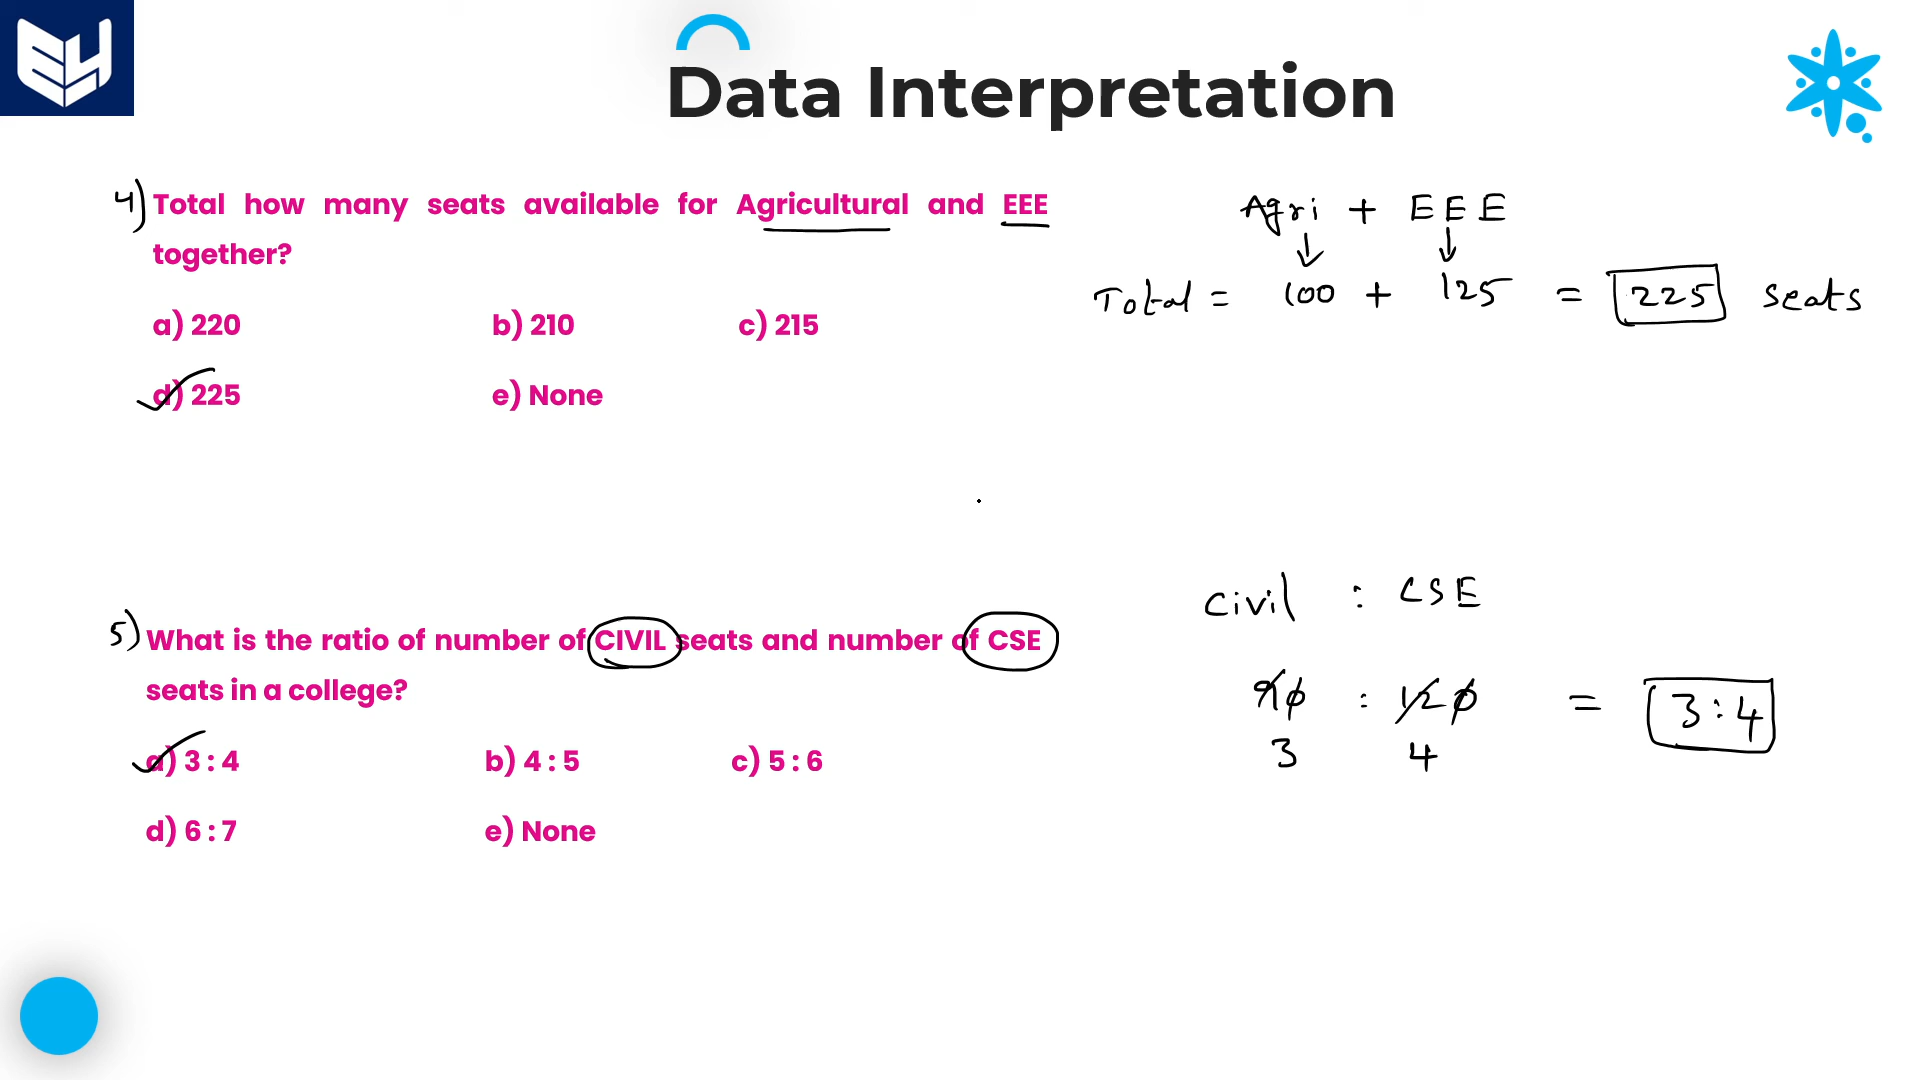 Data Interpretation
4) Total how many seats available for Agricultural and EEE
together?
a) 220 b) 210 c) 215
d) 225 e) None
Agri + EEE
Total = 100 + 125 = 225 seats
5) What is the ratio of number of CIVIL seats and number of CSE
seats in a college?
a) 3 : 4 b) 4 : 5 c) 5 : 6
d) 6 : 7 e) None
Civil : CSE
90 : 120 = 3:4
3 4